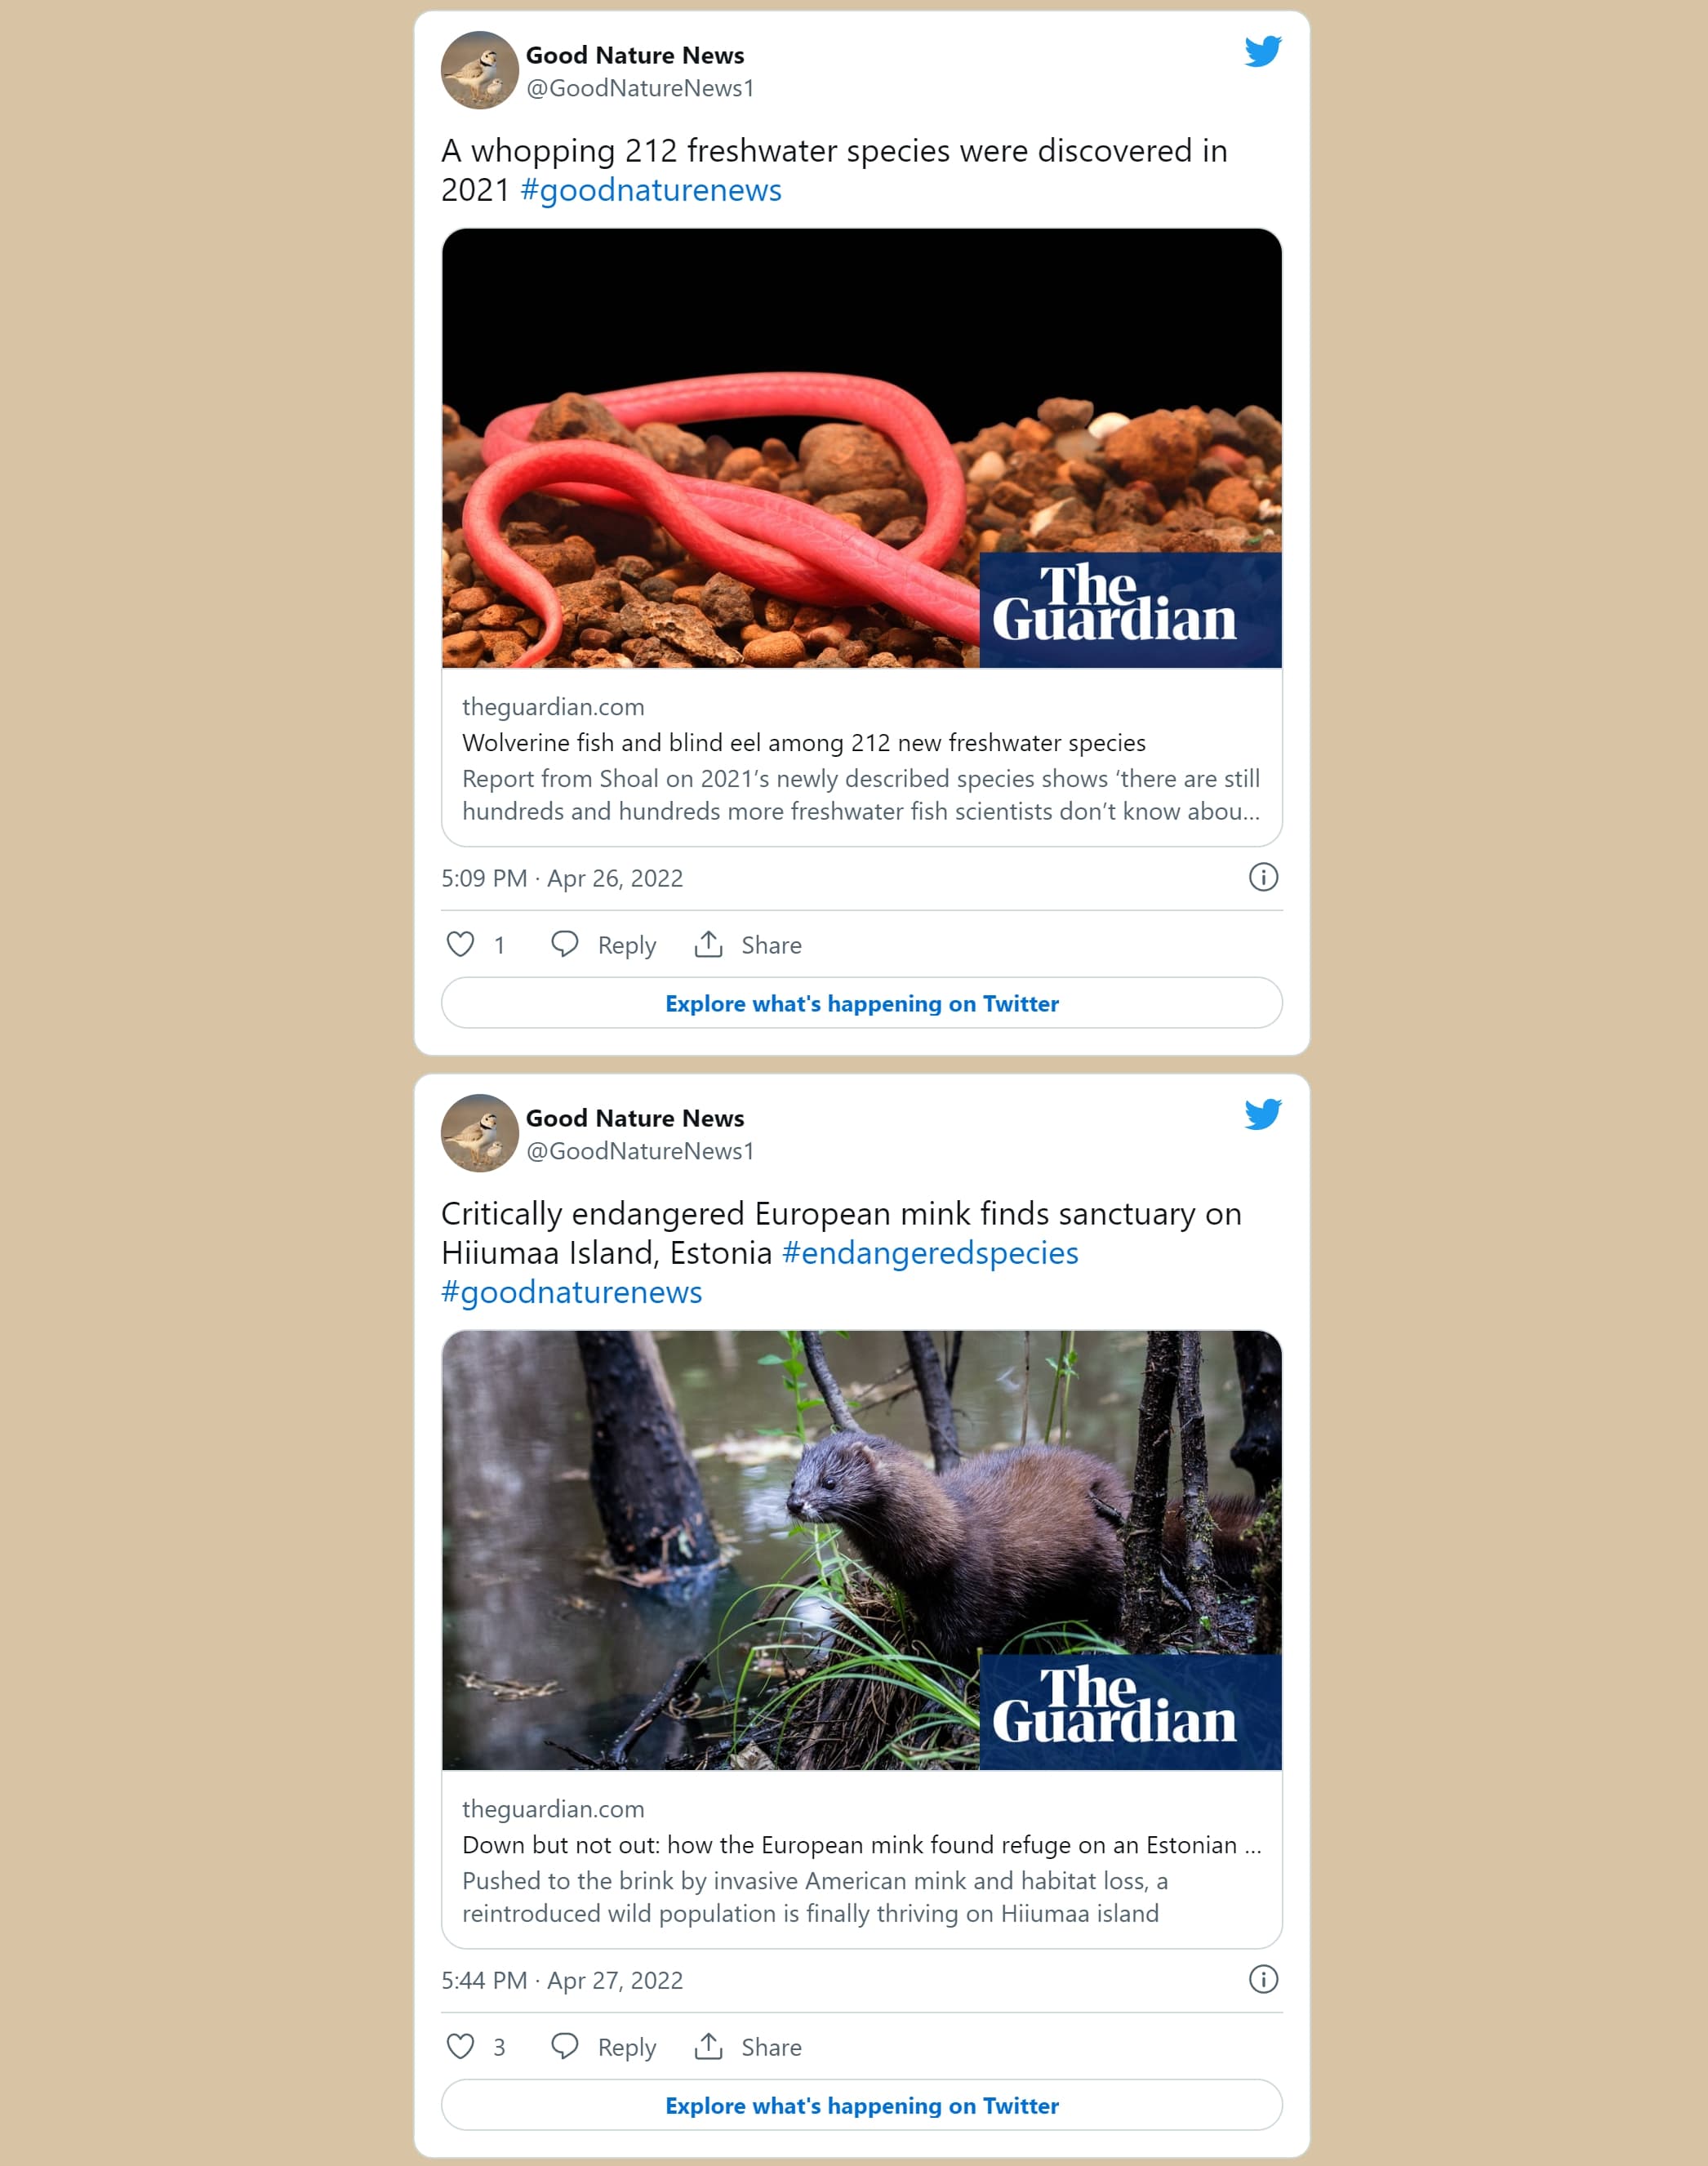 Good Nature News
@GoodNatureNews1
A whopping 212 freshwater species were discovered in
2021 #goodnaturenews
The
Guardian
theguardian.com
Wolverine fish and blind eel among 212 new freshwater species
Report from Shoal on 2021’s newly described species shows ‘there are still
hundreds and hundreds more freshwater fish scientists don’t know abou...
5:09 PM · Apr 26, 2022
1 Reply Share
Explore what's happening on Twitter
Good Nature News
@GoodNatureNews1
Critically endangered European mink finds sanctuary on
Hiiumaa Island, Estonia #endangeredspecies
#goodnaturenews
The
Guardian
theguardian.com
Down but not out: how the European mink found refuge on an Estonian ...
Pushed to the brink by invasive American mink and habitat loss, a
reintroduced wild population is finally thriving on Hiiumaa island
5:44 PM · Apr 27, 2022
3 Reply Share
Explore what's happening on Twitter